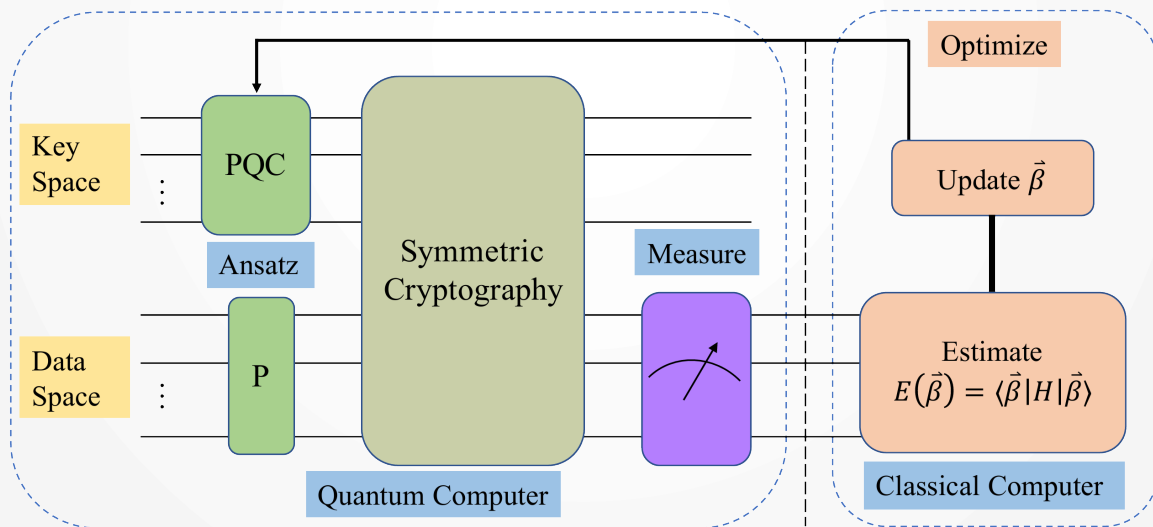 Optimize
Key
Space
PQC
Update β⃗
Ansatz
Symmetric
Cryptography
Measure
Data
Space
P
Estimate
E(β⃗) = ⟨β⃗|H|β⃗⟩
Quantum Computer
Classical Computer